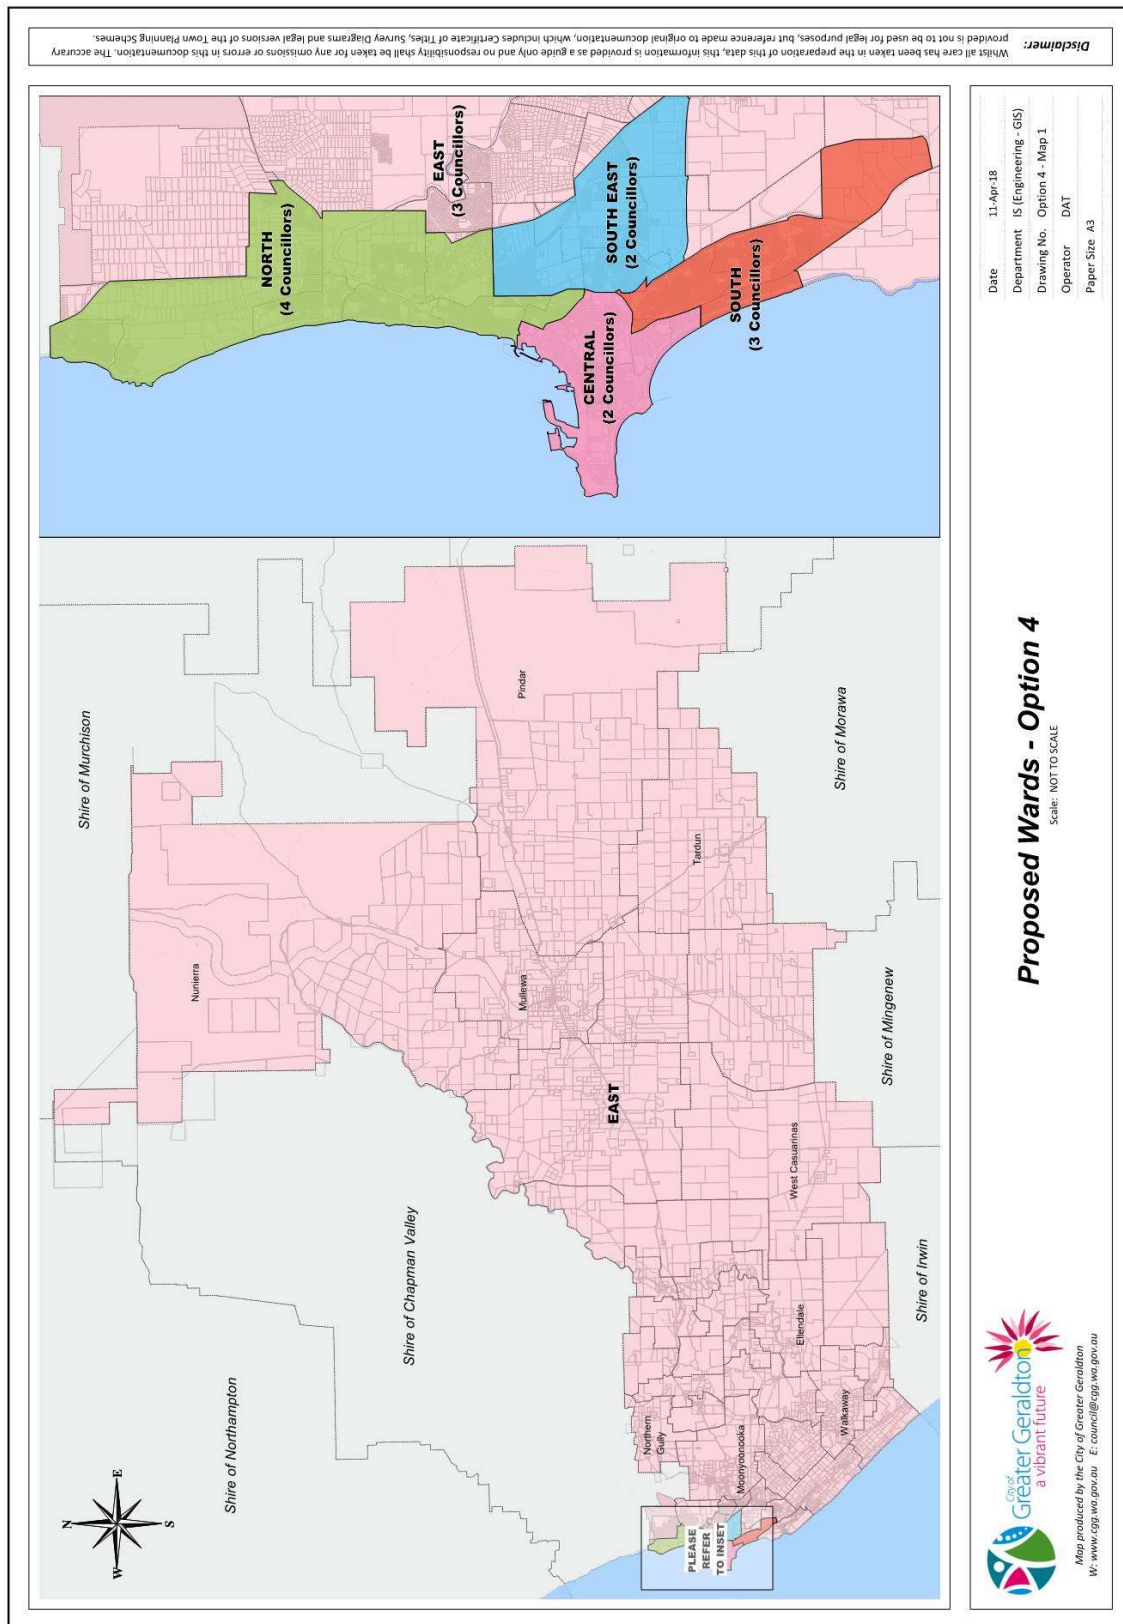 Disclaimer:
Whilst all care has been taken in the preparation of this data, this information is provided as a guide only and no responsibility shall be taken for any omissions or errors in this documentation. The accuracy
provided is not to be used for legal purposes, but reference made to original documentation, which includes Certificate of Titles, Survey Diagrams and legal versions of the Town Planning Schemes.
N
W
E
S
Shire of Northampton
Shire of Chapman Valley
Shire of Murchison
Shire of Morawa
Shire of Mingenew
Shire of Irwin
Nunierra
Pindar
Mullewa
Tardun
EAST
West Casuarinas
Ellendale
Northern
Gully
Moonyoonooka
Walkaway
PLEASE
REFER
TO INSET
NORTH
(4 Councillors)
EAST
(3 Councillors)
SOUTH EAST
(2 Councillors)
CENTRAL
(2 Councillors)
SOUTH
(3 Councillors)
City of
Greater Geraldton
a vibrant future
Map produced by the City of Greater Geraldton
W: www.cgg.wa.gov.au E: council@cgg.wa.gov.au
Proposed Wards - Option 4
Scale: NOT TO SCALE
Date 11-Apr-18
Department IS (Engineering - GIS)
Drawing No. Option 4 - Map 1
Operator DAT
Paper Size A3